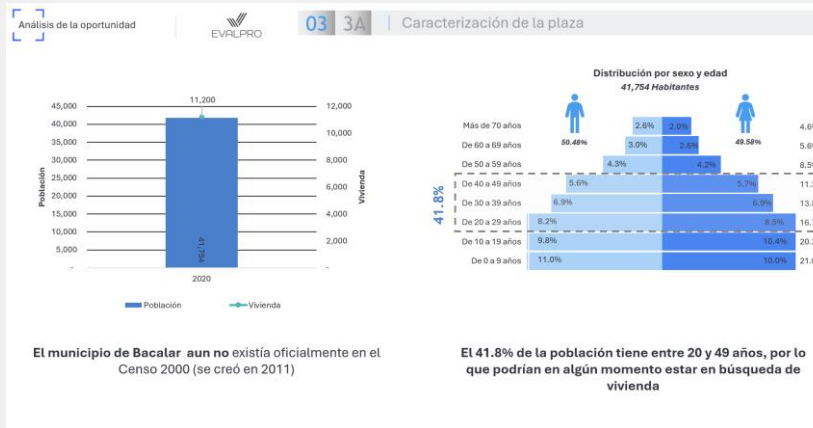 Análisis de la oportunidad
EVALPRO
03 3A | Caracterización de la plaza
11,200
45,000
40,000
35,000
30,000
25,000
20,000
15,000
10,000
5,000
-
Población
12,000
10,000
8,000
6,000
4,000
2,000
-
Vivienda
41,754
2020
Población
Vivienda
El municipio de Bacalar aun no existía oficialmente en el
Censo 2000 (se creó en 2011)
Distribución por sexo y edad
41,754 Habitantes
50.48%
49.58%
41.8%
Más de 70 años 2.6% 2.0% 4.6%
De 60 a 69 años 3.0% 2.6% 5.6%
De 50 a 59 años 4.3% 4.2%
De 40 a 49 años 5.6% 5.7%
De 30 a 39 años 6.9% 6.9%
De 20 a 29 años 8.2% 8.5%
De 10 a 19 años 9.8% 10.4%
De 0 a 9 años 11.0% 10.0%
El 41.8% de la población tiene entre 20 y 49 años, por lo
que podrían en algún momento estar en búsqueda de
vivienda